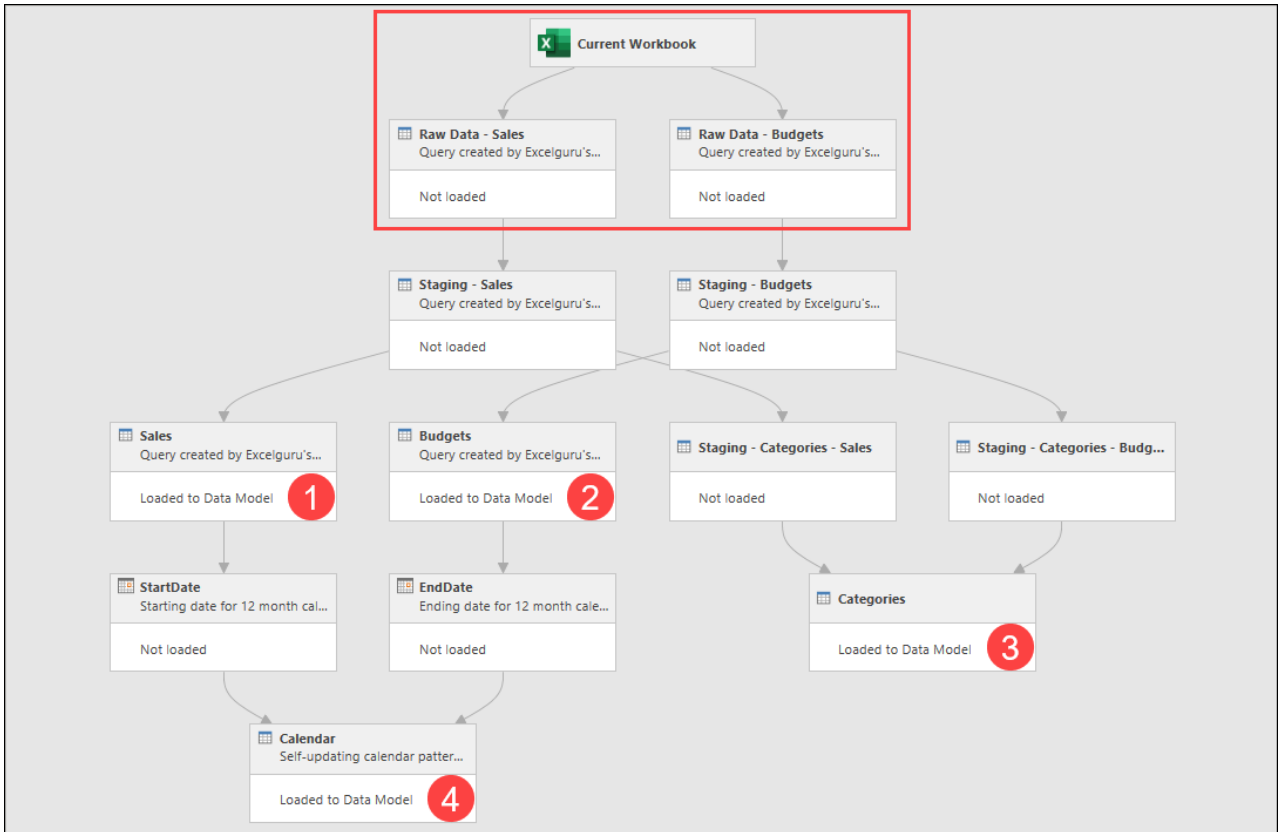 Current Workbook
Raw Data - Sales
Query created by Excelguru's...
Not loaded
Raw Data - Budgets
Query created by Excelguru's...
Not loaded
Staging - Sales
Query created by Excelguru's...
Not loaded
Staging - Budgets
Query created by Excelguru's...
Not loaded
Sales
Query created by Excelguru's...
Loaded to Data Model
1
Budgets
Query created by Excelguru's...
Loaded to Data Model
2
Staging - Categories - Sales
Not loaded
Staging - Categories - Budg...
Not loaded
StartDate
Starting date for 12 month cal...
Not loaded
EndDate
Ending date for 12 month cale...
Not loaded
Categories
Loaded to Data Model
3
Calendar
Self-updating calendar patter...
Loaded to Data Model
4